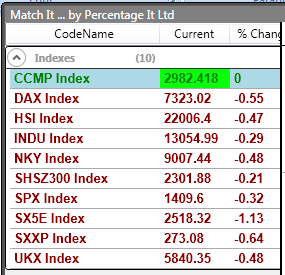 Match It ... by Percentage It Ltd
CodeName Current % Chang
Indexes (10)
CCMP Index 2982.418 0
DAX Index 7323.02 -0.55
HSI Index 22006.4 -0.47
INDU Index 13054.99 -0.29
NKY Index 9007.44 -0.48
SHSZ300 Index 2301.88 -0.21
SPX Index 1409.6 -0.32
SX5E Index 2518.32 -1.13
SXXP Index 273.08 -0.64
UKX Index 5840.35 -0.48